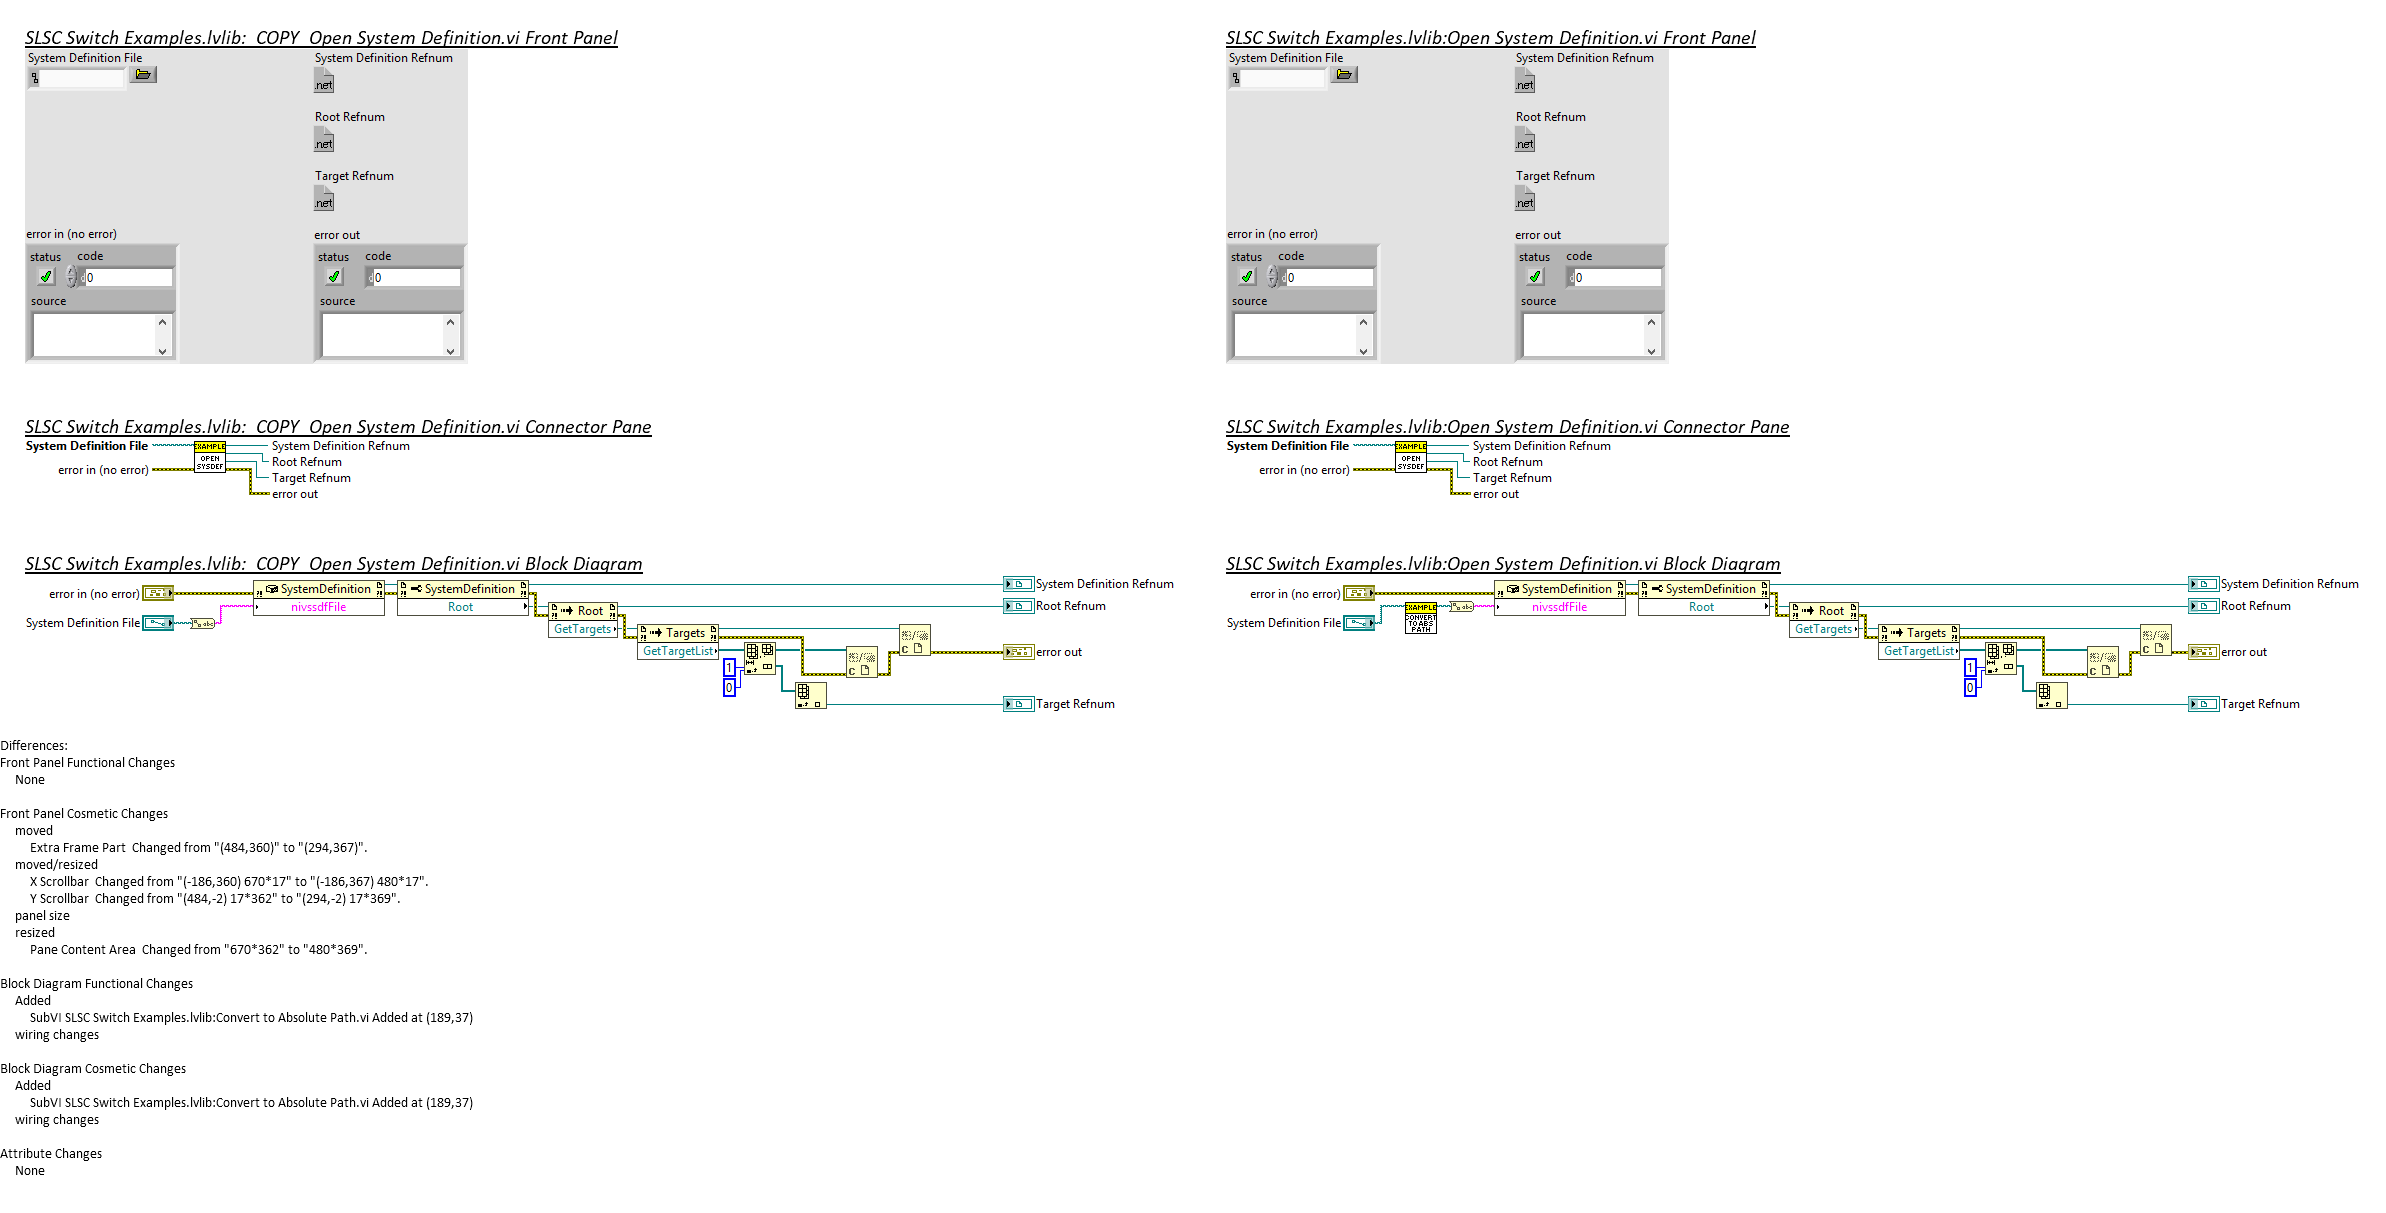 SLSC Switch Examples.lvlib:  COPY  Open System Definition.vi Front Panel
System Definition File
System Definition Refnum
.net
Root Refnum
.net
Target Refnum
.net
error in (no error)
error out
status code
0
source
status code
0
source
SLSC Switch Examples.lvlib:Open System Definition.vi Front Panel
System Definition File
System Definition Refnum
.net
Root Refnum
.net
Target Refnum
.net
error in (no error)
error out
status code
0
source
status code
0
source
SLSC Switch Examples.lvlib:  COPY  Open System Definition.vi Connector Pane
System Definition File
error in (no error)
EXAMPLE
OPEN
SYSDEF
System Definition Refnum
Root Refnum
Target Refnum
error out
SLSC Switch Examples.lvlib:Open System Definition.vi Connector Pane
System Definition File
error in (no error)
EXAMPLE
OPEN
SYSDEF
System Definition Refnum
Root Refnum
Target Refnum
error out
SLSC Switch Examples.lvlib:  COPY  Open System Definition.vi Block Diagram
error in (no error)
System Definition File
abc
SystemDefinition
nivssdfFile
SystemDefinition
Root
Root
GetTargets
Targets
GetTargetList
1
0
C
C
System Definition Refnum
Root Refnum
error out
Target Refnum
SLSC Switch Examples.lvlib:Open System Definition.vi Block Diagram
error in (no error)
System Definition File
EXAMPLE
CONVERT
TO ABS
PATH
abc
SystemDefinition
nivssdfFile
SystemDefinition
Root
Root
GetTargets
Targets
GetTargetList
1
0
C
C
System Definition Refnum
Root Refnum
error out
Target Refnum
Differences:
Front Panel Functional Changes
None
Front Panel Cosmetic Changes
moved
Extra Frame Part  Changed from "(484,360)" to "(294,367)".
moved/resized
X Scrollbar  Changed from "(-186,360) 670*17" to "(-186,367) 480*17".
Y Scrollbar  Changed from "(484,-2) 17*362" to "(294,-2) 17*369".
panel size
resized
Pane Content Area  Changed from "670*362" to "480*369".
Block Diagram Functional Changes
Added
SubVI SLSC Switch Examples.lvlib:Convert to Absolute Path.vi Added at (189,37)
wiring changes
Block Diagram Cosmetic Changes
Added
SubVI SLSC Switch Examples.lvlib:Convert to Absolute Path.vi Added at (189,37)
wiring changes
Attribute Changes
None